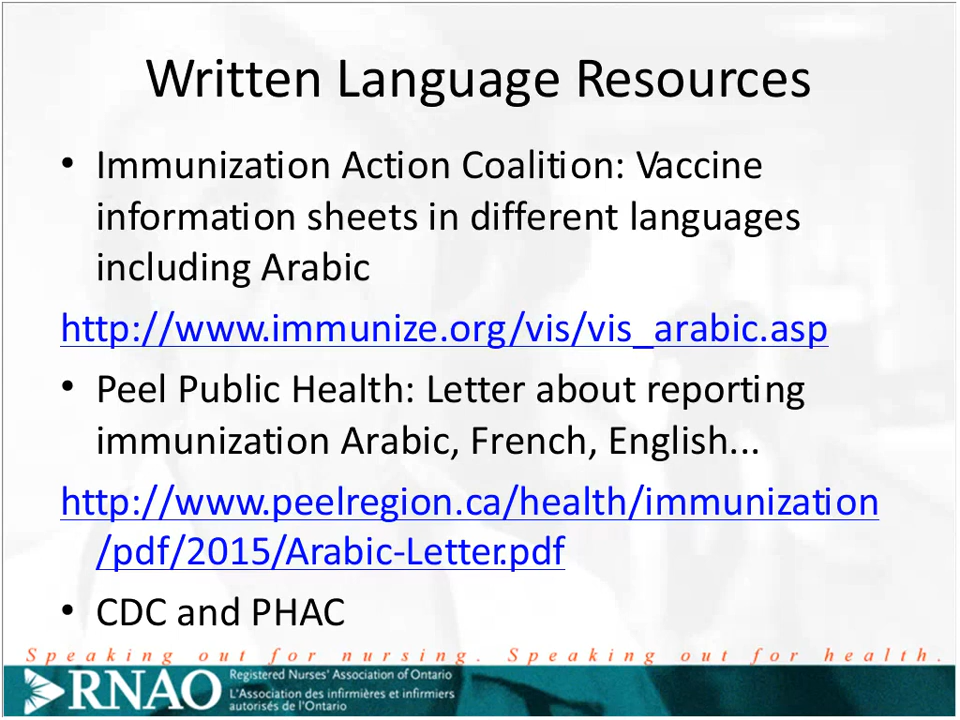 Written Language Resources
• Immunization Action Coalition: Vaccine
information sheets in different languages
including Arabic
http://www.immunize.org/vis/vis_arabic.asp
• Peel Public Health: Letter about reporting
immunization Arabic, French, English...
http://www.peelregion.ca/health/immunization
/pdf/2015/Arabic-Letter.pdf
• CDC and PHAC
Speaking out for nursing. Speaking out for health.
RNAO
Registered Nurses' Association of Ontario
L'Association des infirmières et infirmiers
autorisés de l'Ontario